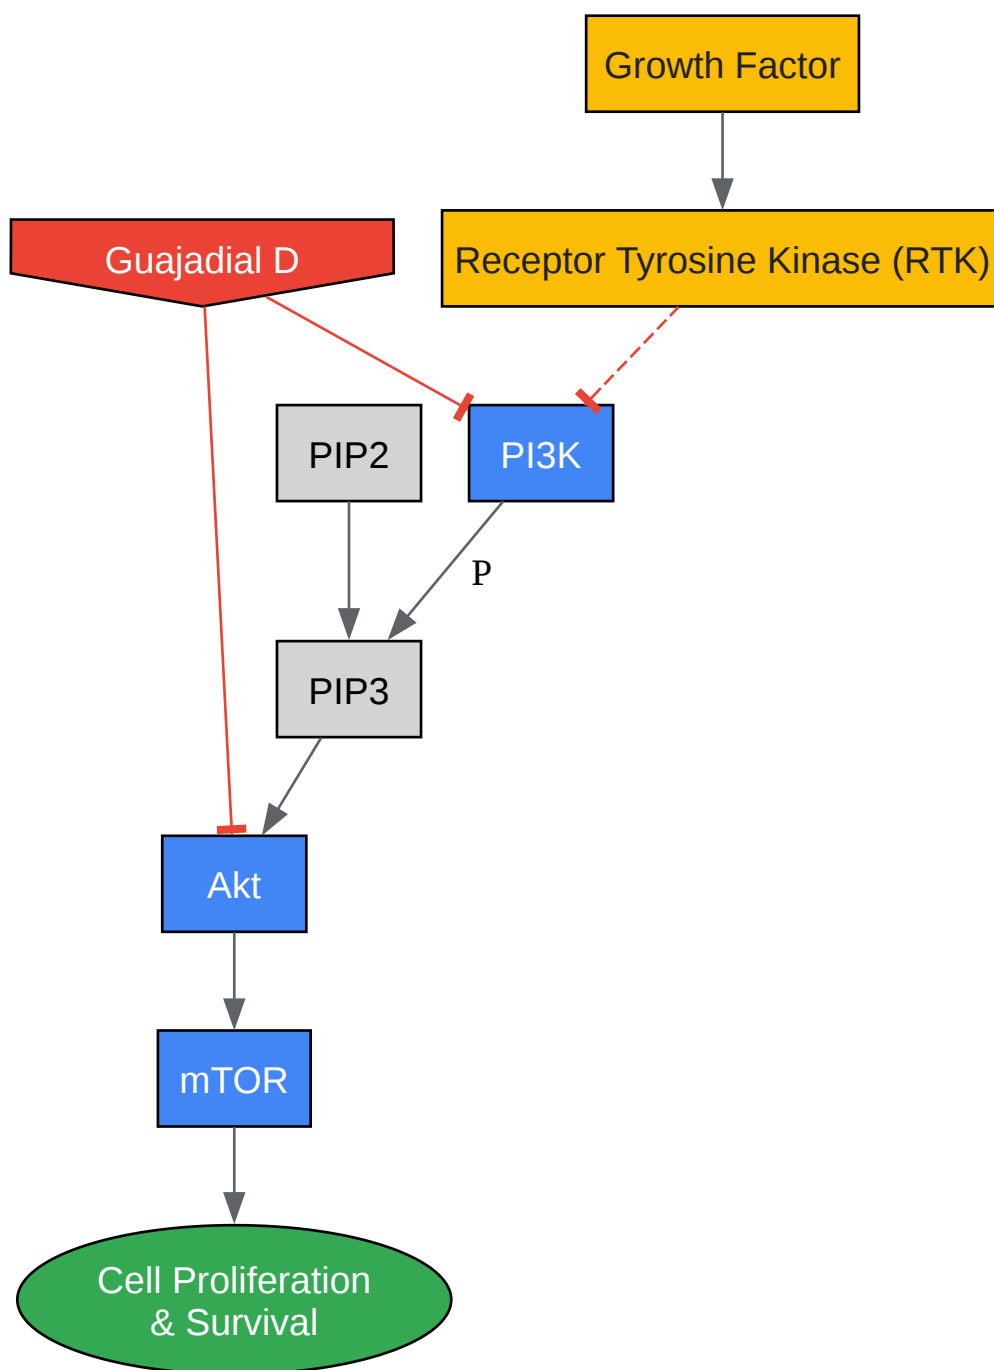 Growth Factor
Guajadial D
Receptor Tyrosine Kinase (RTK)
PIP2
PI3K
P
PIP3
Akt
mTOR
Cell Proliferation
& Survival